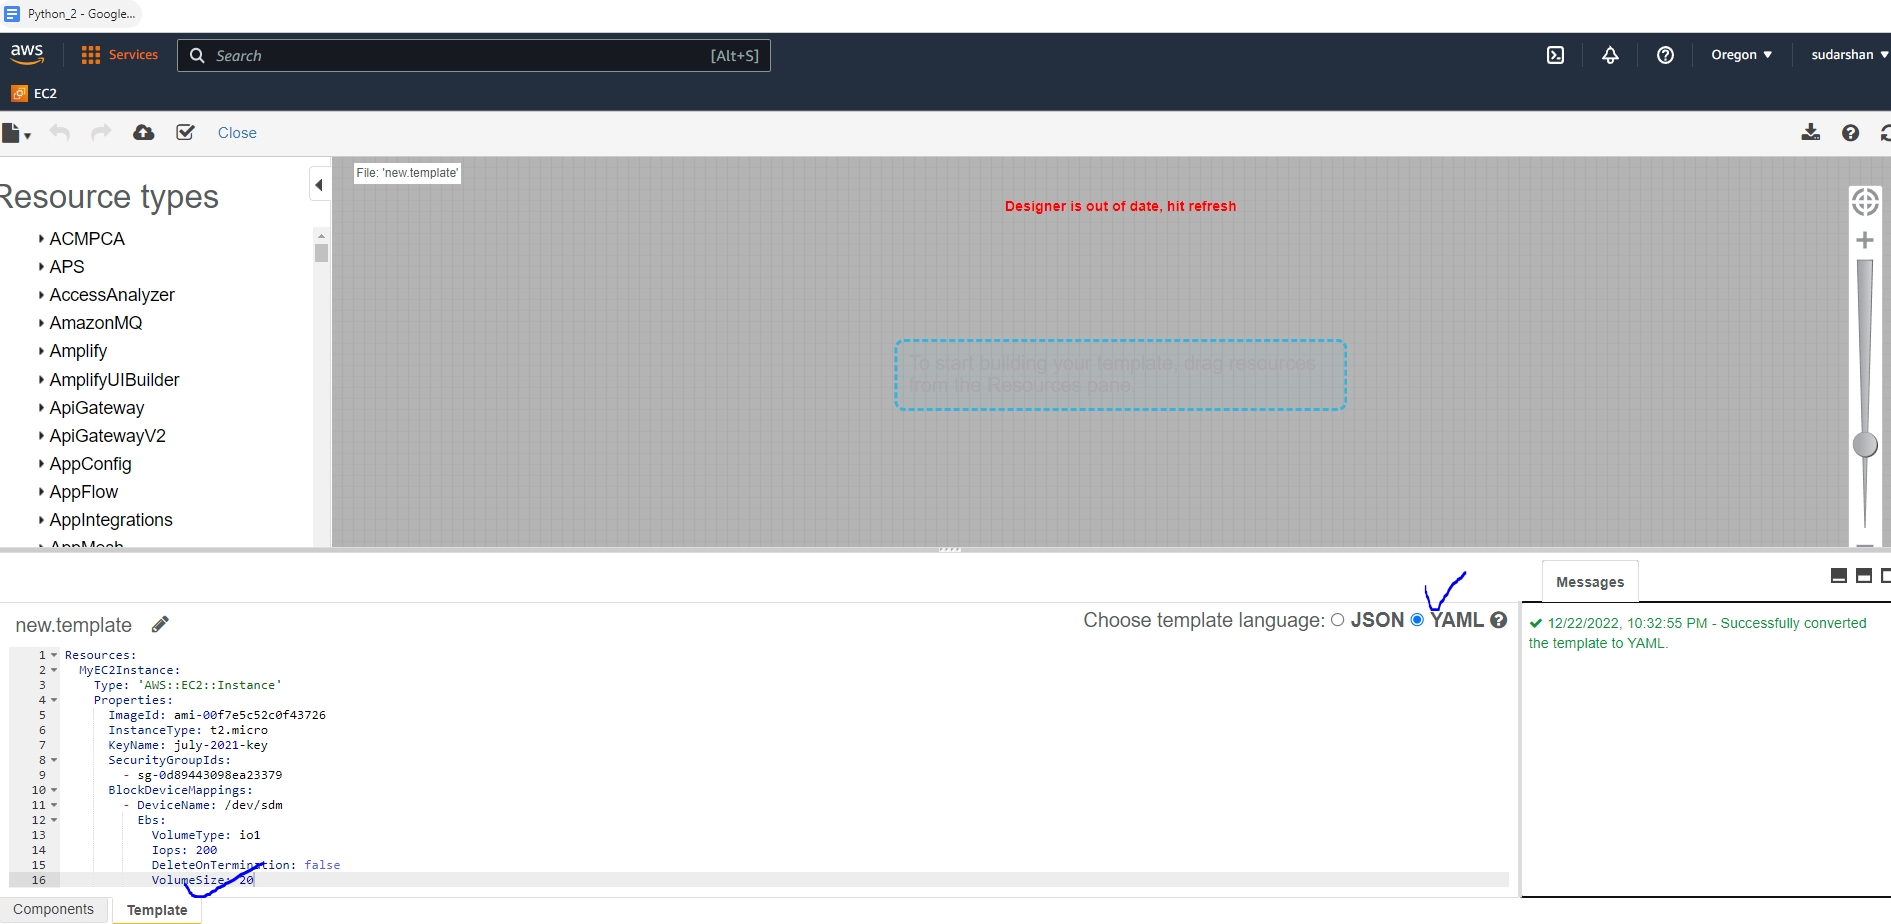 Python_2 - Google...
aws Services Search [Alt+S] Oregon sudarshan
EC2
Close
File: 'new.template'
Resource types
Designer is out of date, hit refresh
ACMPCA
APS
AccessAnalyzer
AmazonMQ
Amplify
AmplifyUIBuilder
ApiGateway
ApiGatewayV2
AppConfig
AppFlow
AppIntegrations
AppMesh
To start building your template, drag resources
from the Resources pane.
Messages
new.template
Choose template language: JSON YAML
12/22/2022, 10:32:55 PM - Successfully converted
the template to YAML.
1 Resources:
2 MyEC2Instance:
3 Type: 'AWS::EC2::Instance'
4 Properties:
5 ImageId: ami-00f7e5c52c0f43726
6 InstanceType: t2.micro
7 KeyName: july-2021-key
8 SecurityGroupIds:
9 - sg-0d89443098ea23379
10 BlockDeviceMappings:
11 - DeviceName: /dev/sdm
12 Ebs:
13 VolumeType: io1
14 Iops: 200
15 DeleteOnTermination: false
16 VolumeSize: 20
Components Template